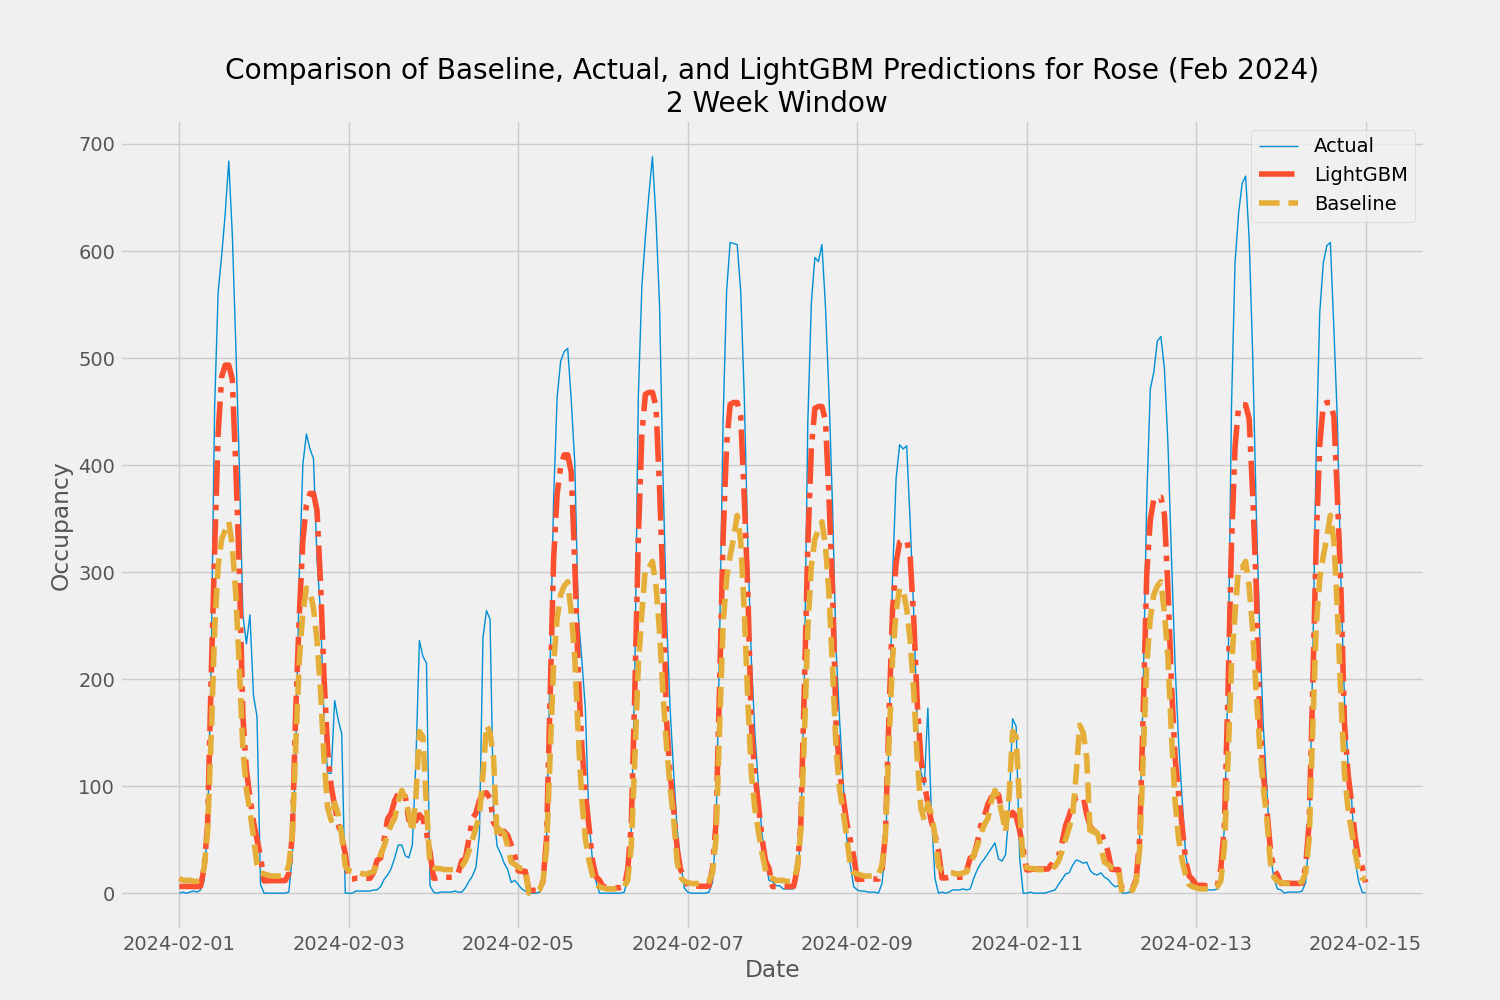 Comparison of Baseline, Actual, and LightGBM Predictions for Rose (Feb 2024)
2 Week Window
Actual
LightGBM
Baseline
700
600
500
400
300
200
100
0
Occupancy
2024-02-01
2024-02-03
2024-02-05
2024-02-07
2024-02-09
2024-02-11
2024-02-13
2024-02-15
Date